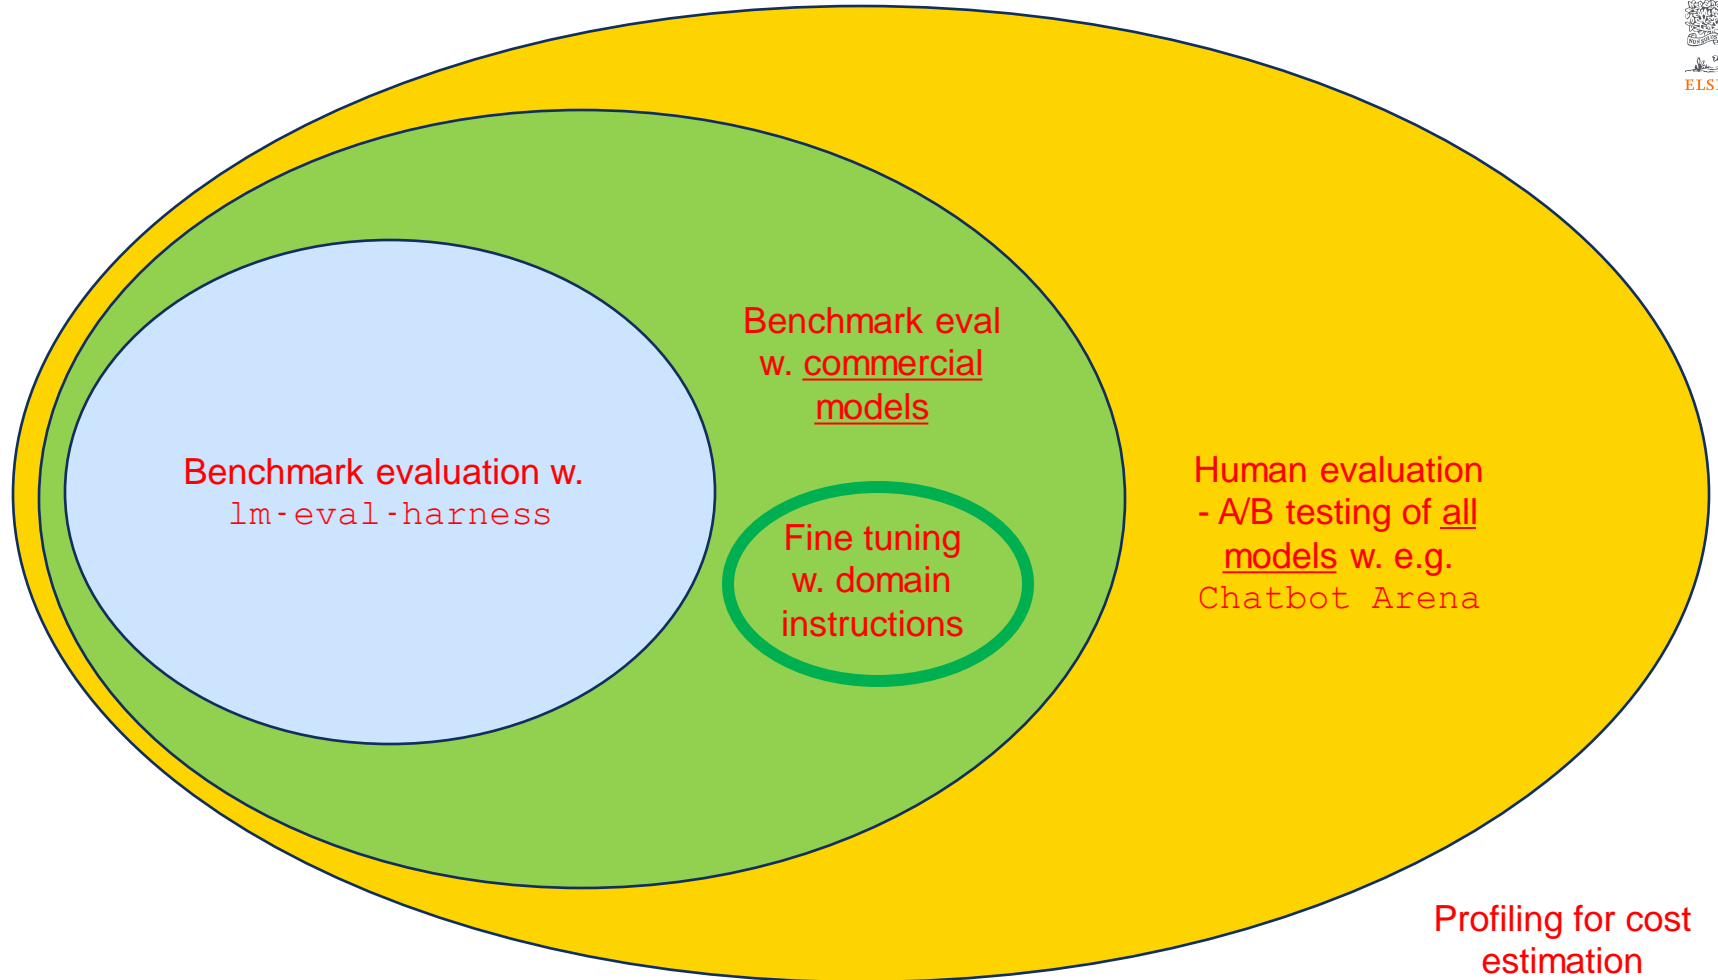 Benchmark eval
w. commercial
models
Benchmark evaluation w.
lm-eval-harness
Fine tuning
w. domain
instructions
Human evaluation
- A/B testing of all
models w. e.g.
Chatbot Arena
Profiling for cost
estimation